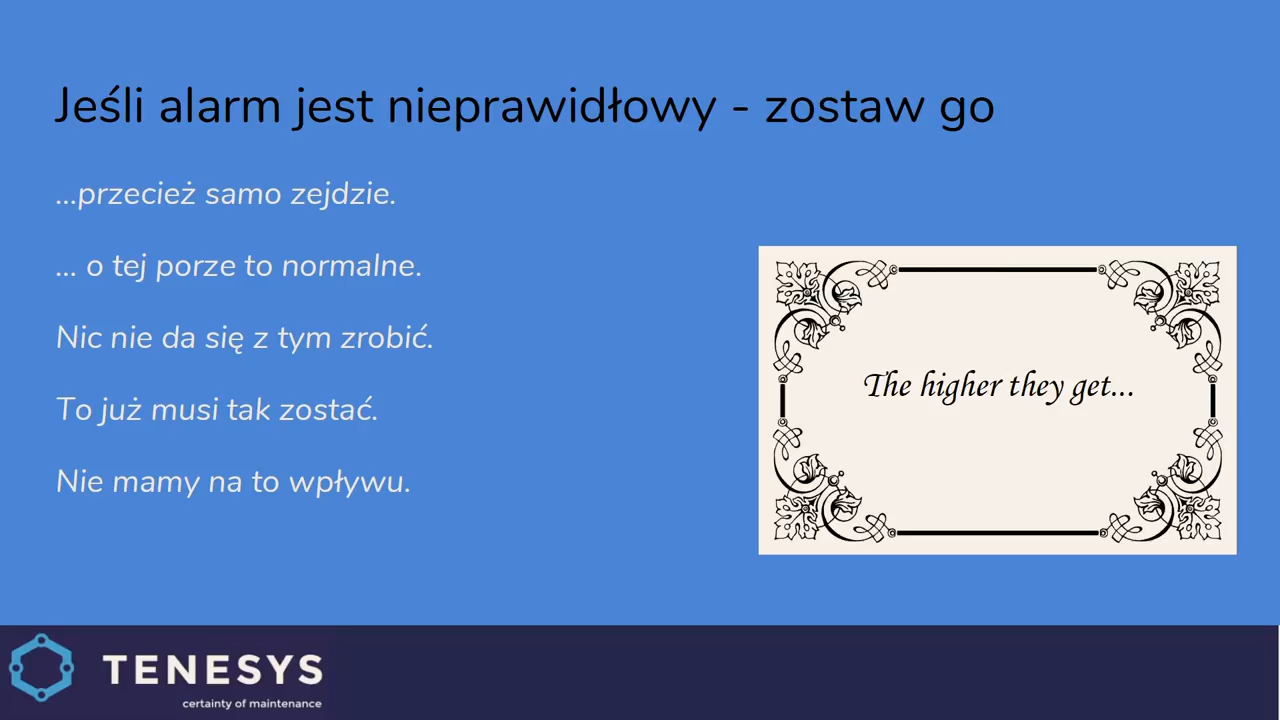 Jeśli alarm jest nieprawidłowy - zostaw go
...przecież samo zejdzie.
... o tej porze to normalne.
Nic nie da się z tym zrobić.
To już musi tak zostać.
Nie mamy na to wpływu.
The higher they get...
TENESYS
certainty of maintenance